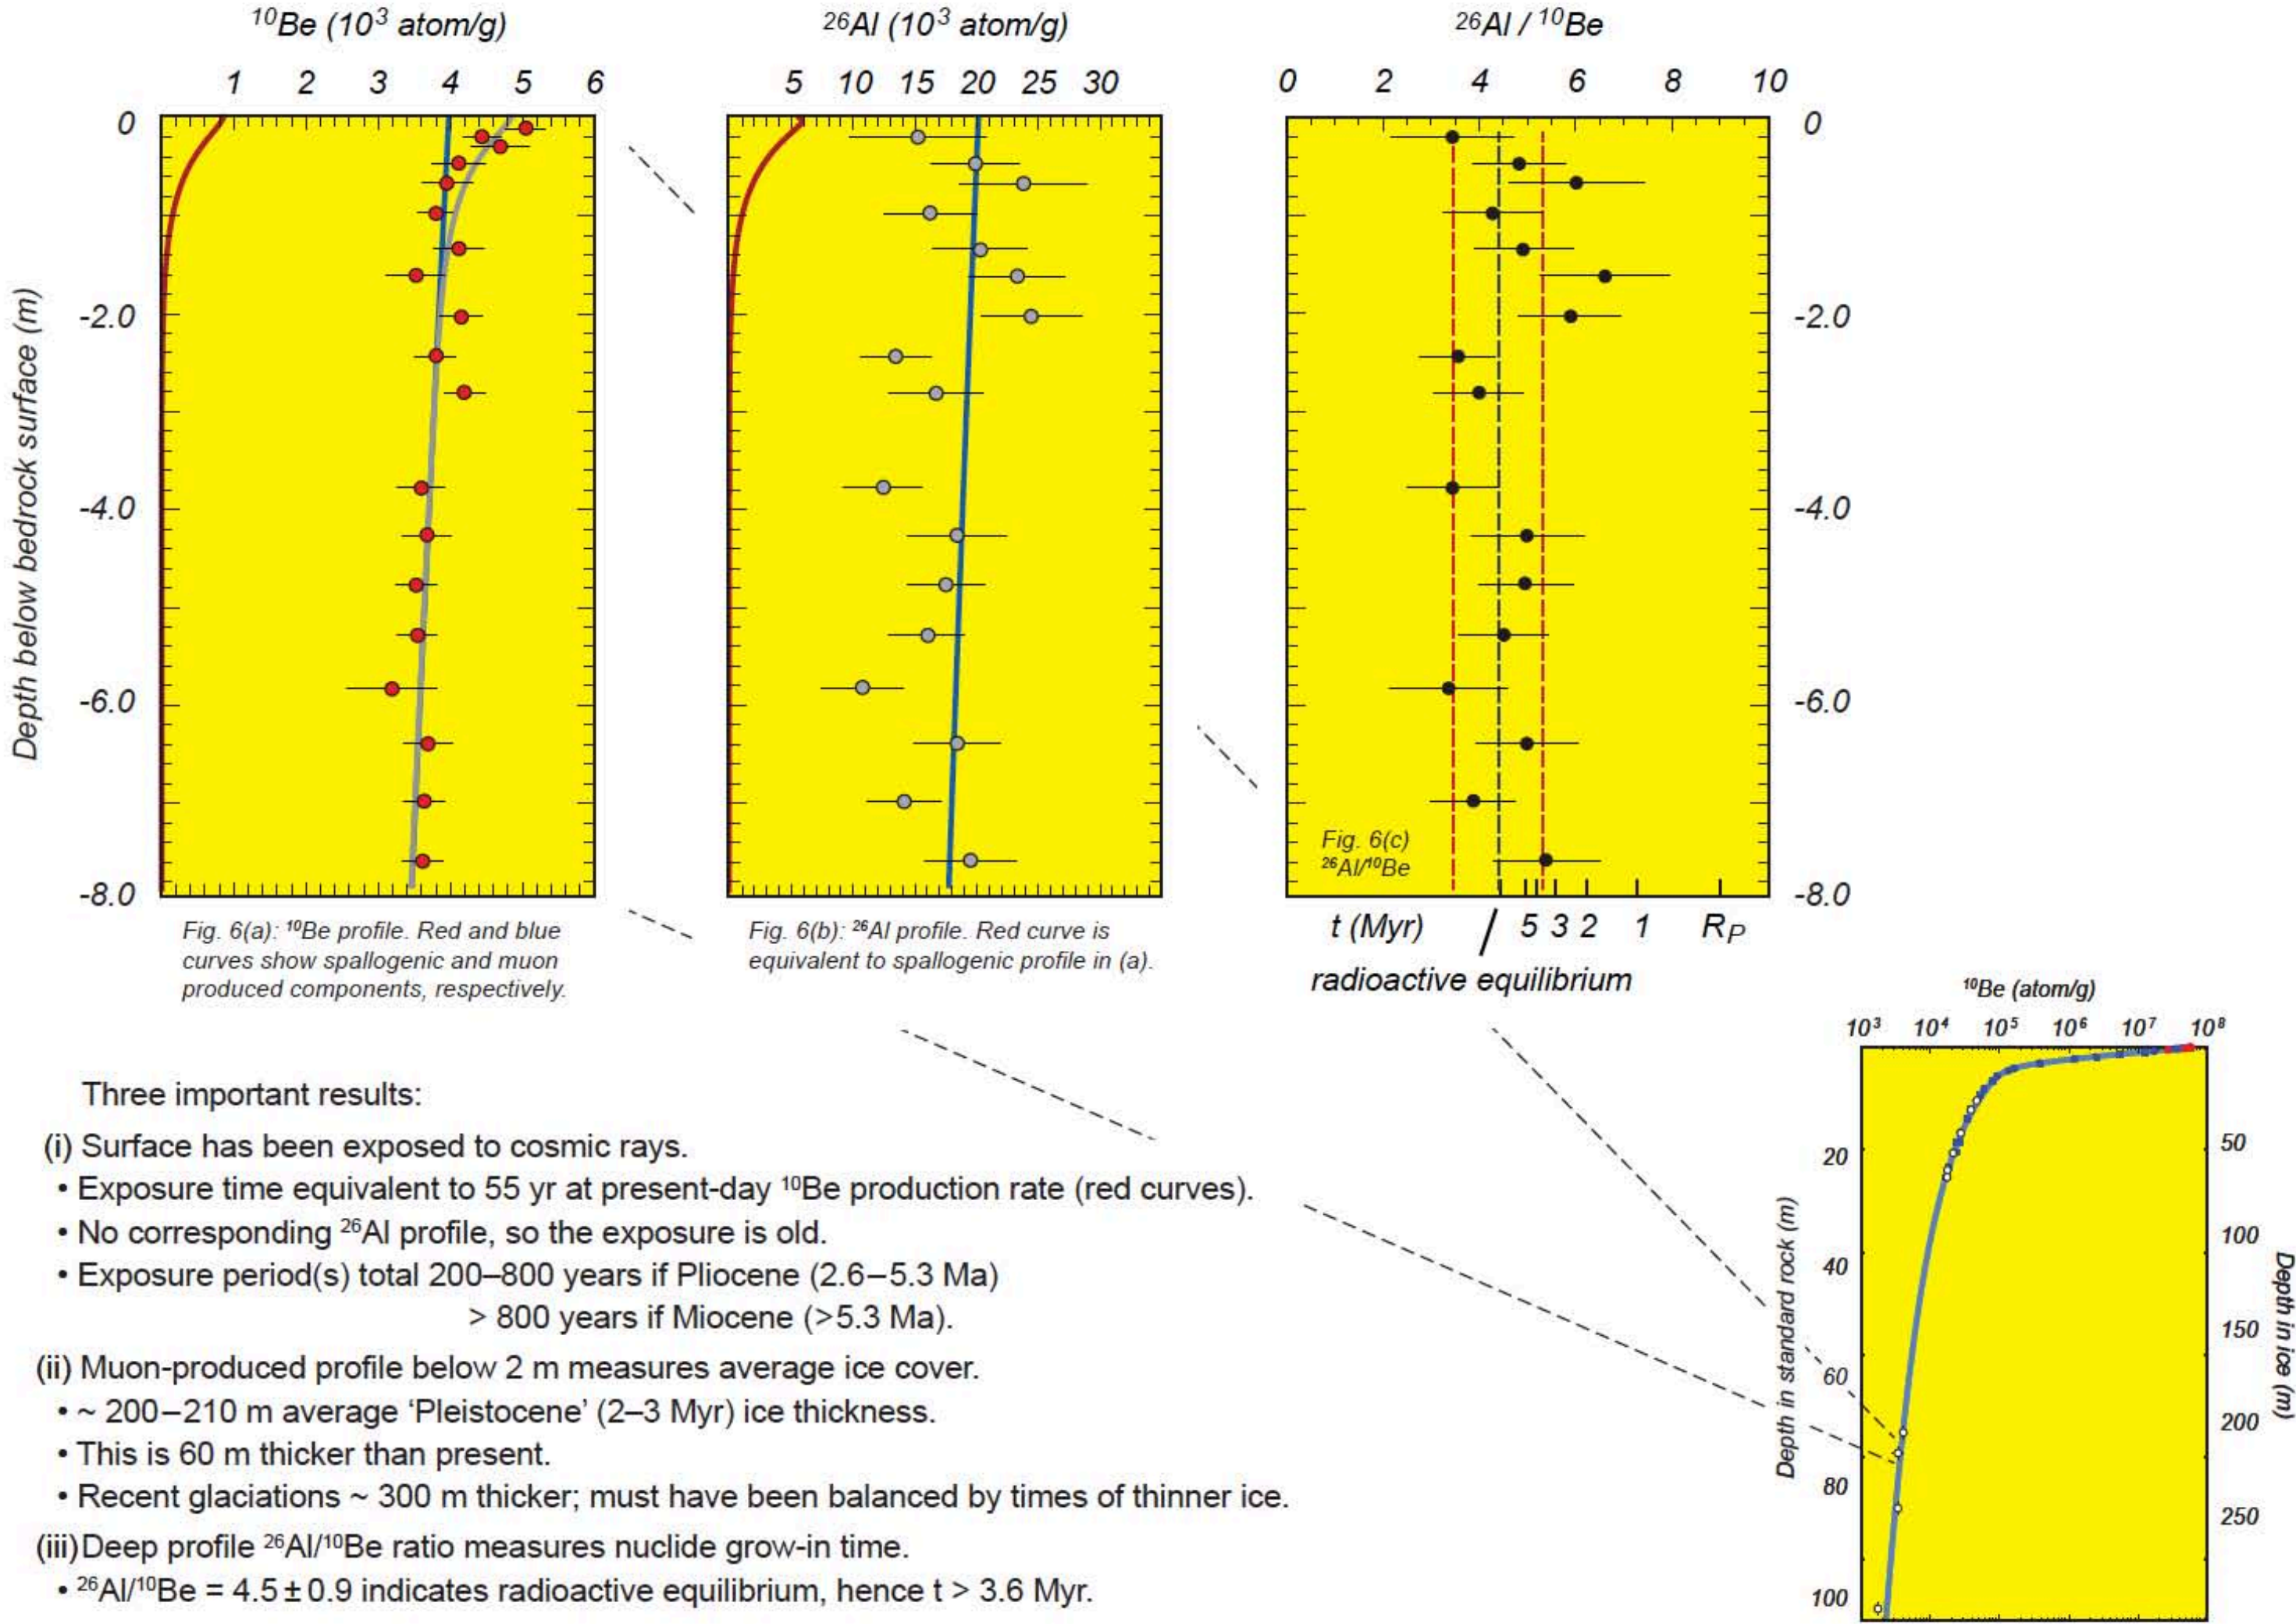 ¹⁰Be (10³ atom/g)
1 2 3 4 5 6
²⁶Al (10³ atom/g)
5 10 15 20 25 30
²⁶Al / ¹⁰Be
0 2 4 6 8 10
Depth below bedrock surface (m)
0
-2.0
-4.0
-6.0
-8.0
0
-2.0
-4.0
-6.0
-8.0
Fig. 6(c)
²⁶Al/¹⁰Be
t (Myr) / 5 3 2 1 R_P
radioactive equilibrium
Fig. 6(a): ¹⁰Be profile. Red and blue
curves show spallogenic and muon
produced components, respectively.
Fig. 6(b): ²⁶Al profile. Red curve is
equivalent to spallogenic profile in (a).
Three important results:
(i) Surface has been exposed to cosmic rays.
• Exposure time equivalent to 55 yr at present-day ¹⁰Be production rate (red curves).
• No corresponding ²⁶Al profile, so the exposure is old.
• Exposure period(s) total 200–800 years if Pliocene (2.6–5.3 Ma)
> 800 years if Miocene (>5.3 Ma).
(ii) Muon-produced profile below 2 m measures average ice cover.
• ~ 200–210 m average ‘Pleistocene’ (2–3 Myr) ice thickness.
• This is 60 m thicker than present.
• Recent glaciations ~ 300 m thicker; must have been balanced by times of thinner ice.
(iii) Deep profile ²⁶Al/¹⁰Be ratio measures nuclide grow-in time.
• ²⁶Al/¹⁰Be = 4.5 ± 0.9 indicates radioactive equilibrium, hence t > 3.6 Myr.
¹⁰Be (atom/g)
10³ 10⁴ 10⁵ 10⁶ 10⁷ 10⁸
Depth in standard rock (m)
20
40
60
80
100
50
100
150
200
250
Depth in ice (m)